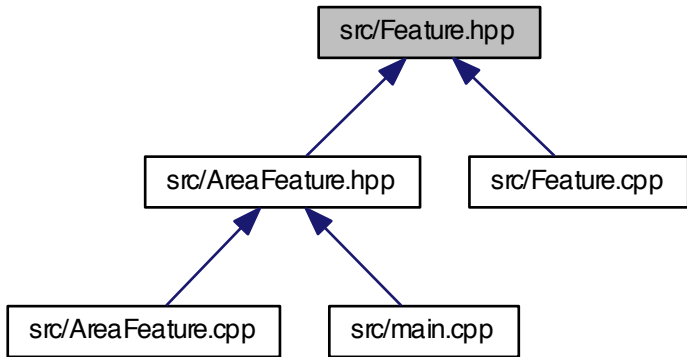 src/Feature.hpp
src/AreaFeature.hpp
src/Feature.cpp
src/AreaFeature.cpp
src/main.cpp